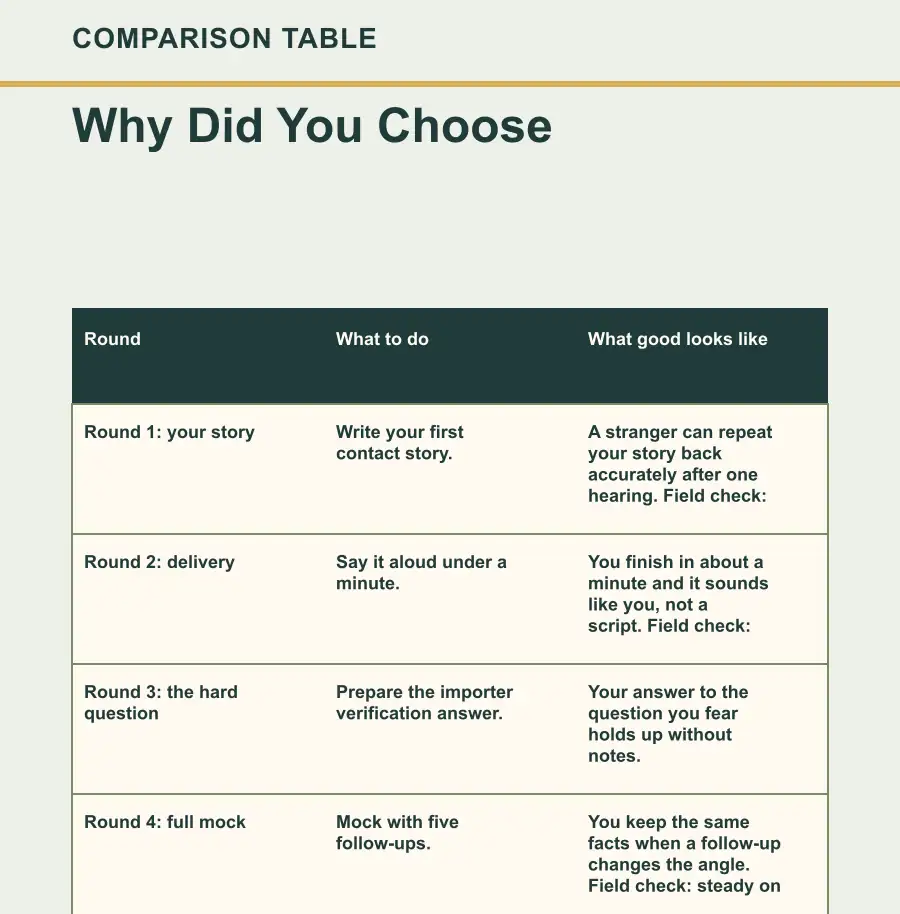 COMPARISON TABLE
Why Did You Choose
Round
What to do
What good looks like
Round 1: your story
Write your first
contact story.
A stranger can repeat
your story back
accurately after one
hearing. Field check:
Round 2: delivery
Say it aloud under a
minute.
You finish in about a
minute and it sounds
like you, not a
script. Field check:
Round 3: the hard
question
Prepare the importer
verification answer.
Your answer to the
question you fear
holds up without
notes.
Round 4: full mock
Mock with five
follow-ups.
You keep the same
facts when a follow-up
changes the angle.
Field check: steady on